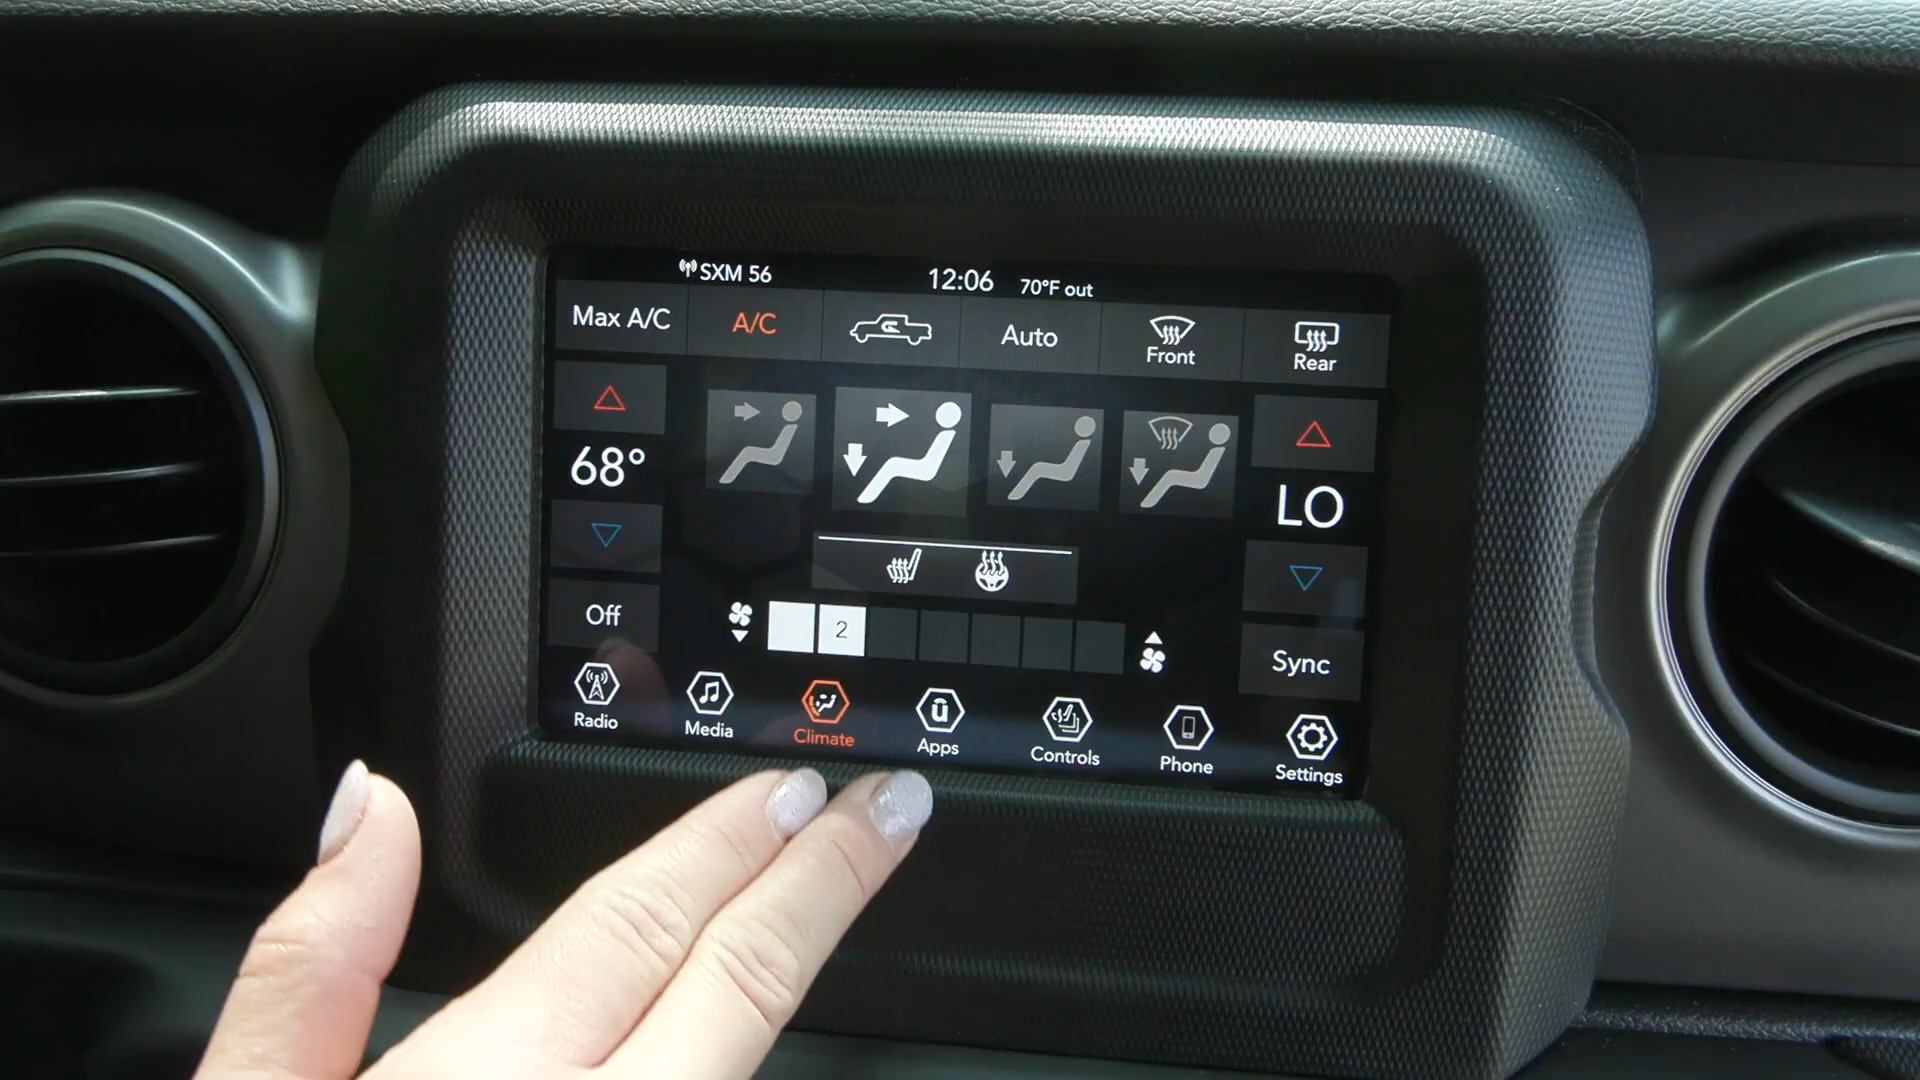 SXM 56
12:06
70°F out
Max A/C
A/C
Auto
Front
Rear
68°
LO
Off
2
Sync
Radio
Media
Climate
ū
Apps
Controls
Phone
Settings